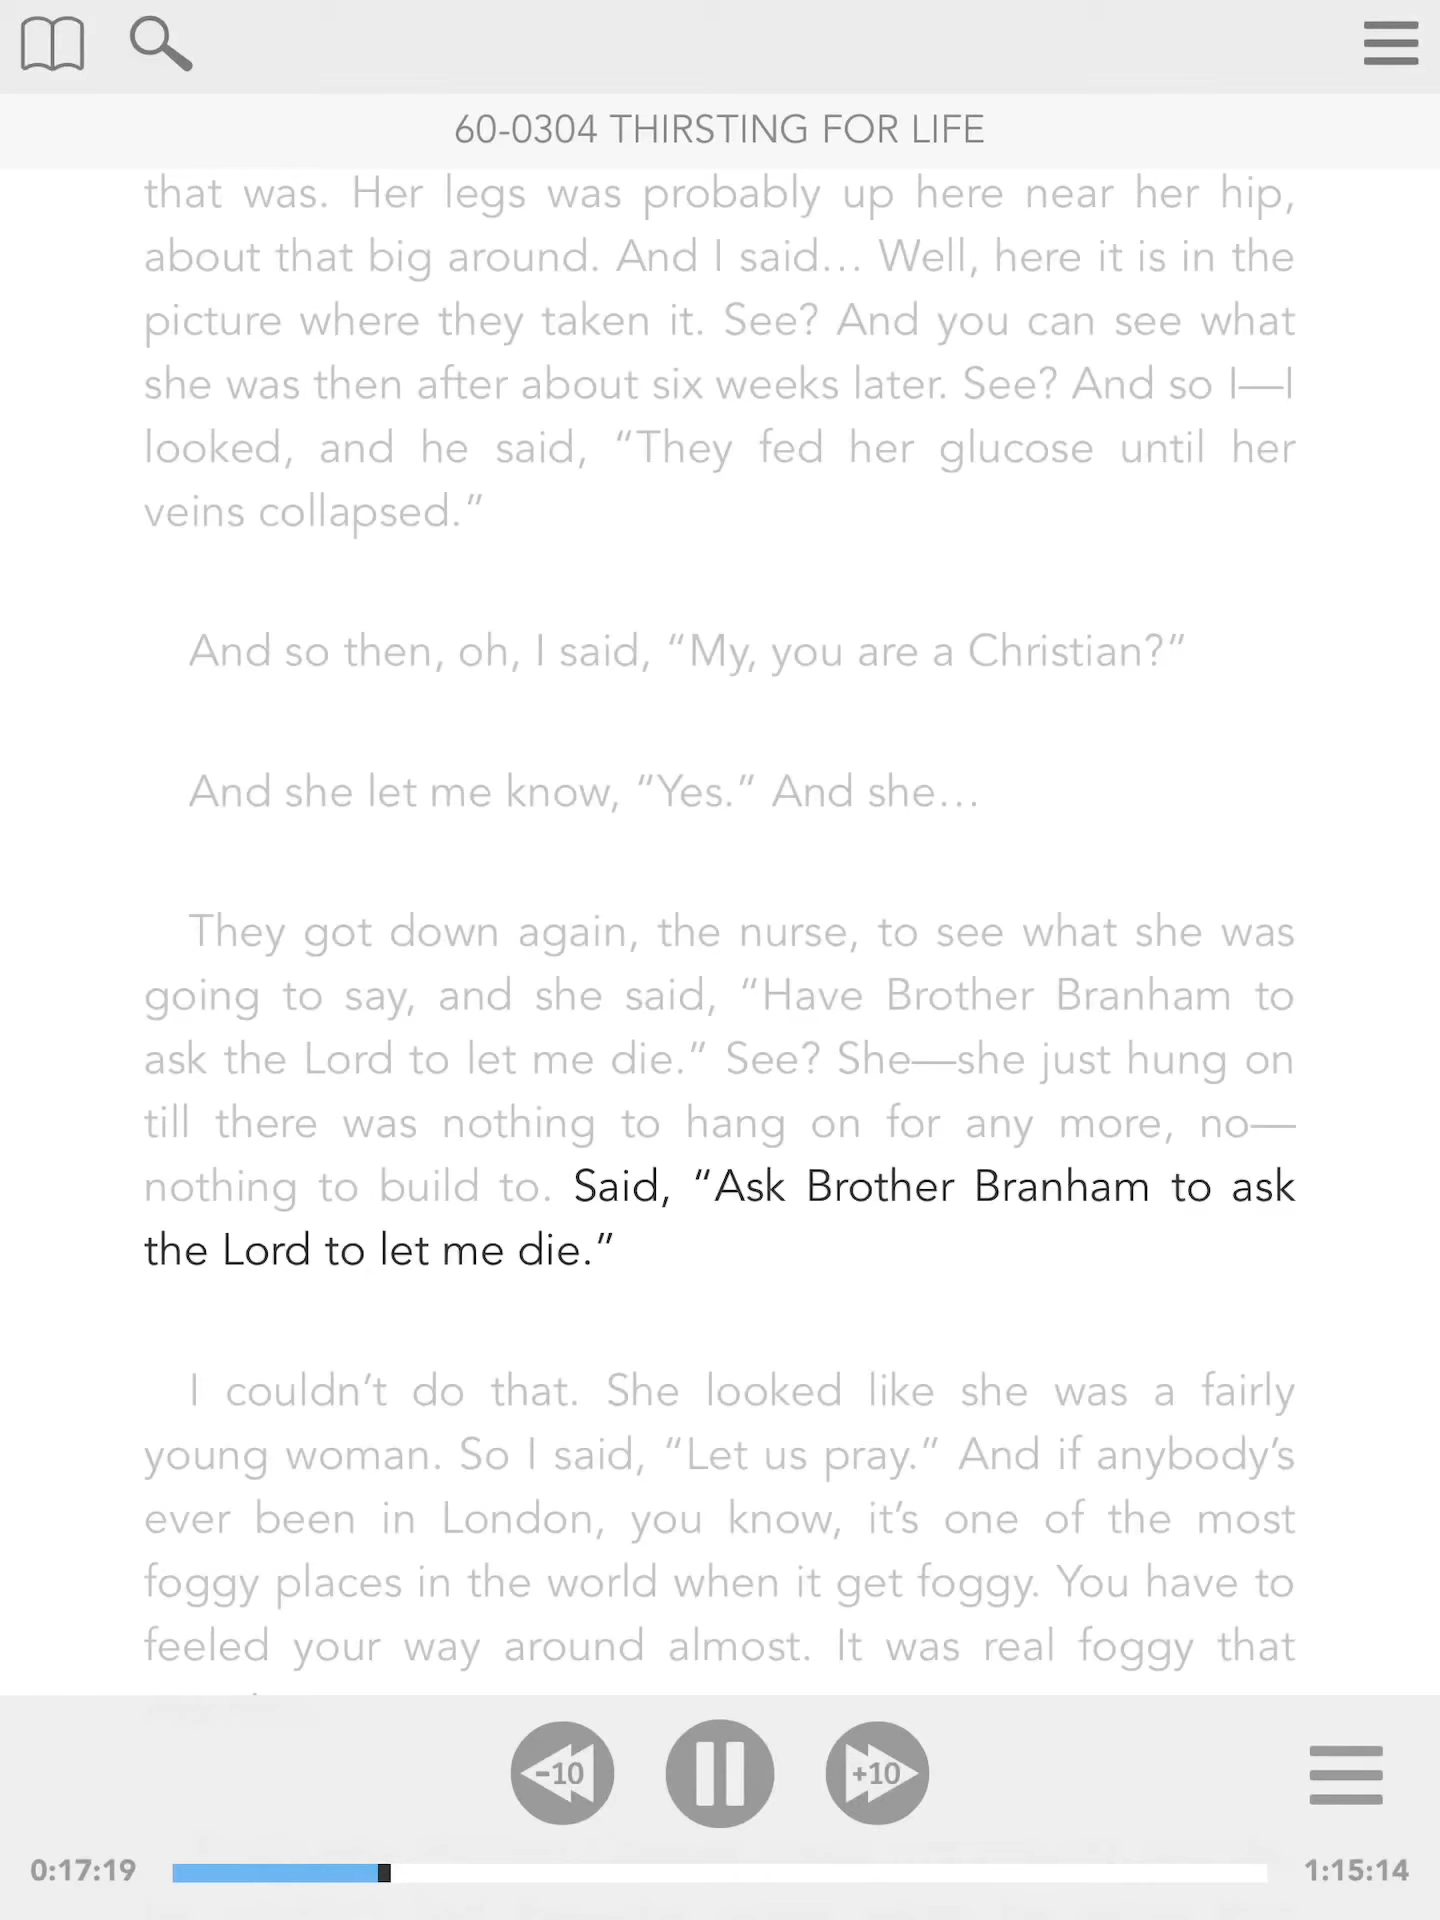 60-0304 THIRSTING FOR LIFE
that was. Her legs was probably up here near her hip,
about that big around. And I said… Well, here it is in the
picture where they taken it. See? And you can see what
she was then after about six weeks later. See? And so I—I
looked, and he said, “They fed her glucose until her
veins collapsed.”
And so then, oh, I said, “My, you are a Christian?”
And she let me know, “Yes.” And she…
They got down again, the nurse, to see what she was
going to say, and she said, “Have Brother Branham to
ask the Lord to let me die.” See? She—she just hung on
till there was nothing to hang on for any more, no—
nothing to build to. Said, “Ask Brother Branham to ask
the Lord to let me die.”
I couldn’t do that. She looked like she was a fairly
young woman. So I said, “Let us pray.” And if anybody’s
ever been in London, you know, it’s one of the most
foggy places in the world when it get foggy. You have to
feeled your way around almost. It was real foggy that
-10
+10
0:17:19
1:15:14